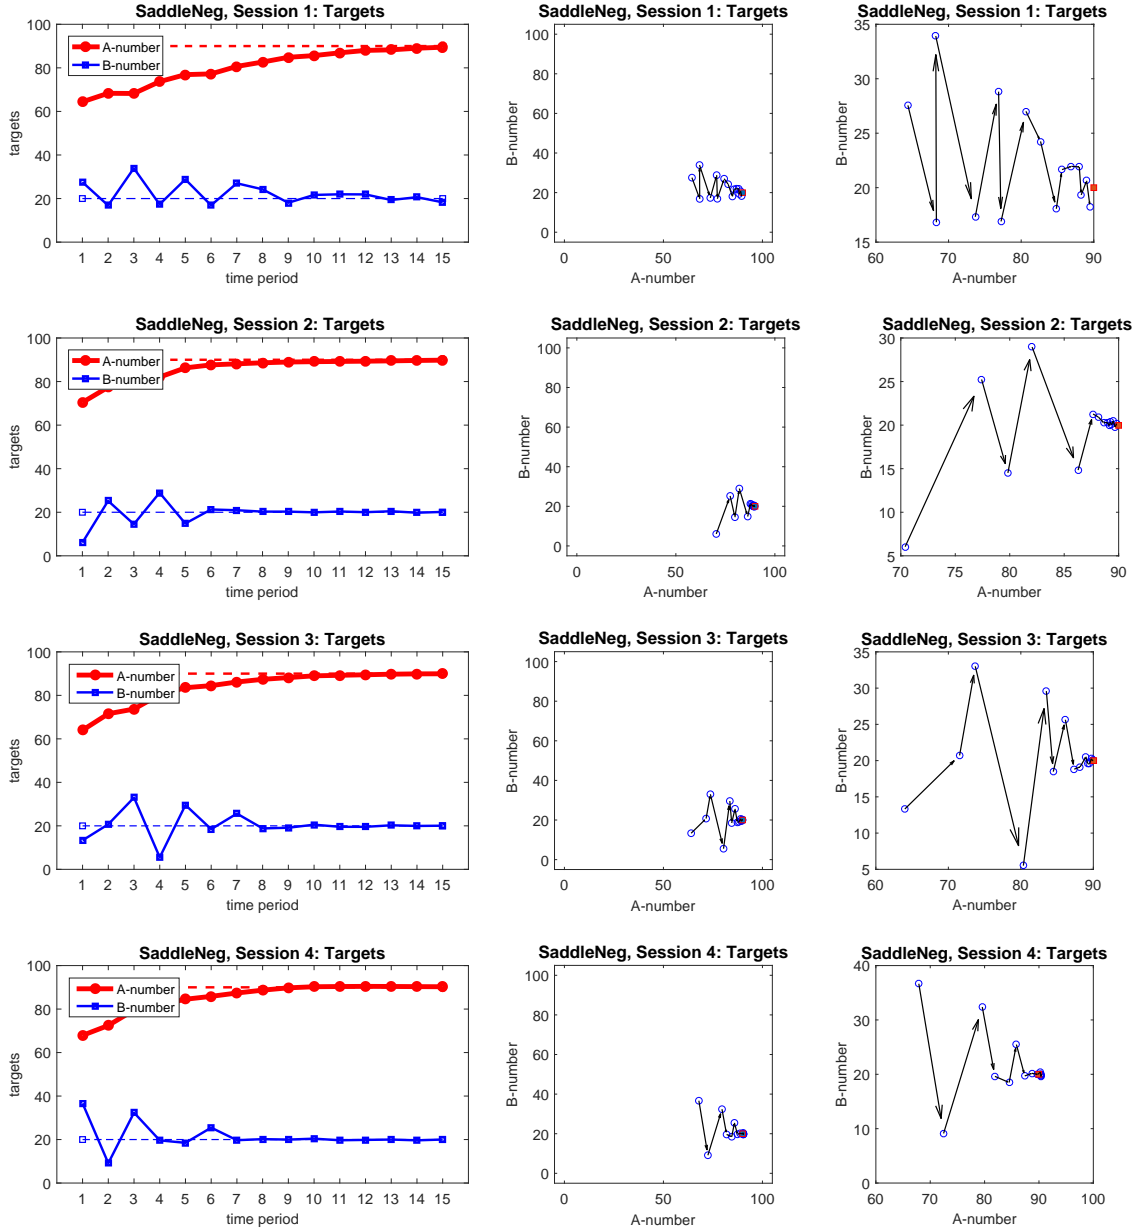 SaddleNeg, Session 1: Targets
100
80
60
40
20
0
targets
A-number
B-number
1 2 3 4 5 6 7 8 9 10 11 12 13 14 15
time period
SaddleNeg, Session 1: Targets
100
80
60
40
20
0
B-number
0 50 100
A-number
SaddleNeg, Session 1: Targets
35
30
25
20
15
B-number
60 70 80 90
A-number
SaddleNeg, Session 2: Targets
100
80
60
40
20
0
targets
A-number
B-number
1 2 3 4 5 6 7 8 9 10 11 12 13 14 15
time period
SaddleNeg, Session 2: Targets
100
80
60
40
20
0
B-number
0 50 100
A-number
SaddleNeg, Session 2: Targets
30
25
20
15
10
5
B-number
70 75 80 85 90
A-number
SaddleNeg, Session 3: Targets
100
80
60
40
20
0
targets
A-number
B-number
1 2 3 4 5 6 7 8 9 10 11 12 13 14 15
time period
SaddleNeg, Session 3: Targets
100
80
60
40
20
0
B-number
0 50 100
A-number
SaddleNeg, Session 3: Targets
35
30
25
20
15
10
5
B-number
60 70 80 90
A-number
SaddleNeg, Session 4: Targets
100
80
60
40
20
0
targets
A-number
B-number
1 2 3 4 5 6 7 8 9 10 11 12 13 14 15
time period
SaddleNeg, Session 4: Targets
100
80
60
40
20
0
B-number
0 50 100
A-number
SaddleNeg, Session 4: Targets
40
30
20
10
0
B-number
60 70 80 90 100
A-number